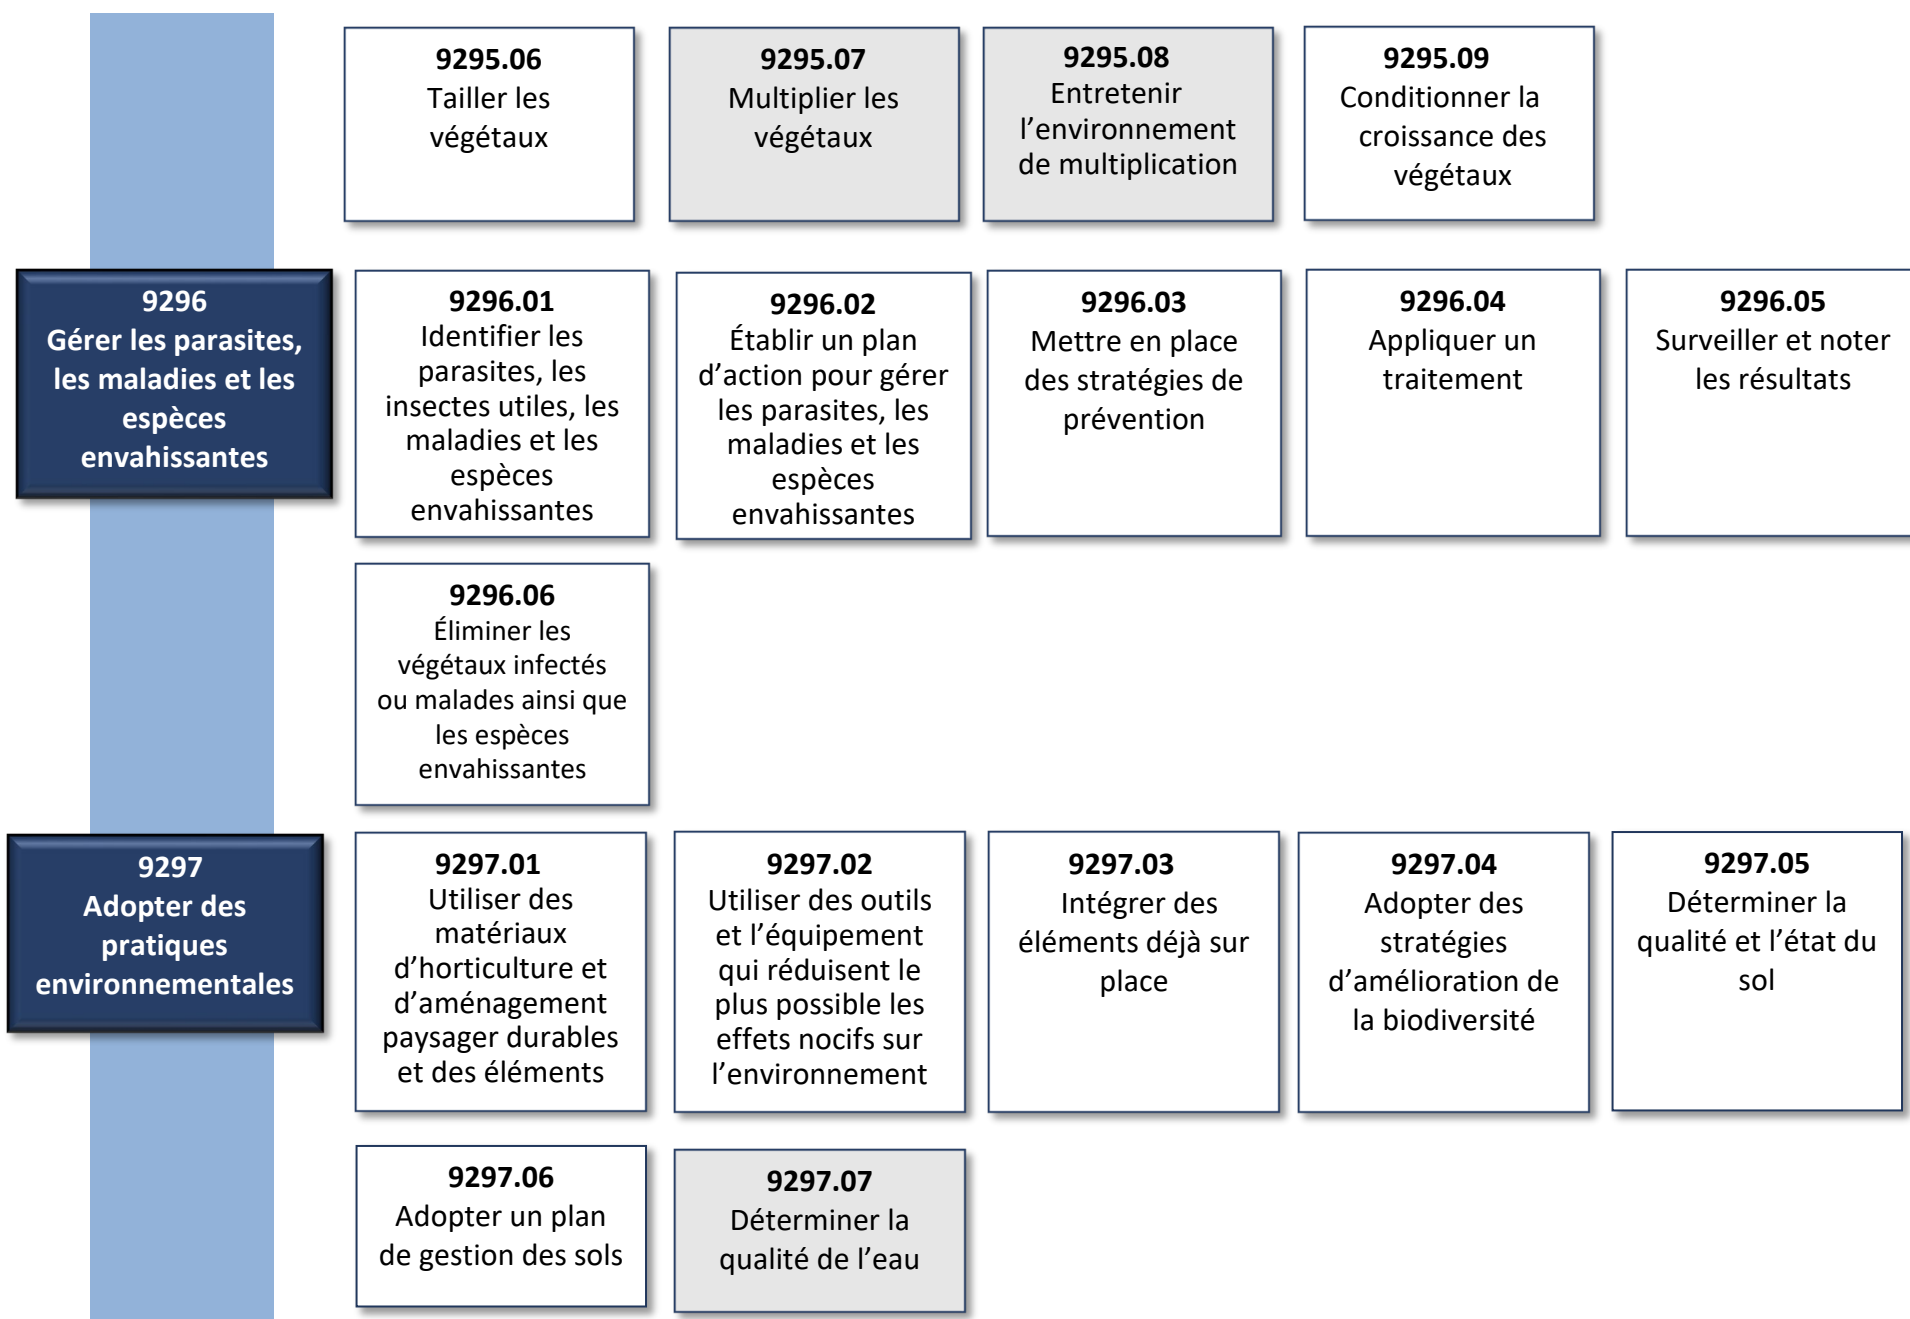 9295.06
Tailler les
végétaux
9295.07
Multiplier les
végétaux
9295.08
Entretenir
l’environnement
de multiplication
9295.09
Conditionner la
croissance des
végétaux
9296
Gérer les parasites,
les maladies et les
espèces
envahissantes
9296.01
Identifier les
parasites, les
insectes utiles, les
maladies et les
espèces
envahissantes
9296.02
Établir un plan
d’action pour gérer
les parasites, les
maladies et les
espèces
envahissantes
9296.03
Mettre en place
des stratégies de
prévention
9296.04
Appliquer un
traitement
9296.05
Surveiller et noter
les résultats
9296.06
Éliminer les
végétaux infectés
ou malades ainsi que
les espèces
envahissantes
9297
Adopter des
pratiques
environnementales
9297.01
Utiliser des
matériaux
d’horticulture et
d’aménagement
paysager durables
et des éléments
9297.02
Utiliser des outils
et l’équipement
qui réduisent le
plus possible les
effets nocifs sur
l’environnement
9297.03
Intégrer des
éléments déjà sur
place
9297.04
Adopter des
stratégies
d’amélioration de
la biodiversité
9297.05
Déterminer la
qualité et l’état du
sol
9297.06
Adopter un plan
de gestion des sols
9297.07
Déterminer la
qualité de l’eau